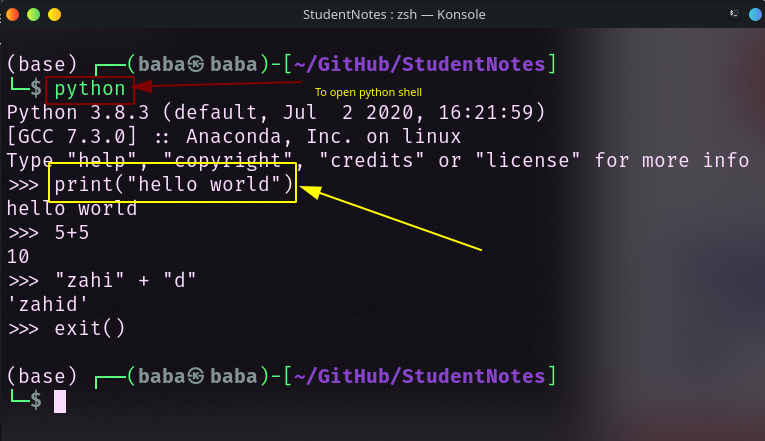 StudentNotes : zsh — Konsole
(base) ┌──(baba㉿baba)-[~/GitHub/StudentNotes]
└─$ python
To open python shell
Python 3.8.3 (default, Jul  2 2020, 16:21:59)
[GCC 7.3.0] :: Anaconda, Inc. on linux
Type "help", "copyright", "credits" or "license" for more info
>>> print("hello world")
hello world
>>> 5+5
10
>>> "zahi" + "d"
'zahid'
>>> exit()
(base) ┌──(baba㉿baba)-[~/GitHub/StudentNotes]
└─$